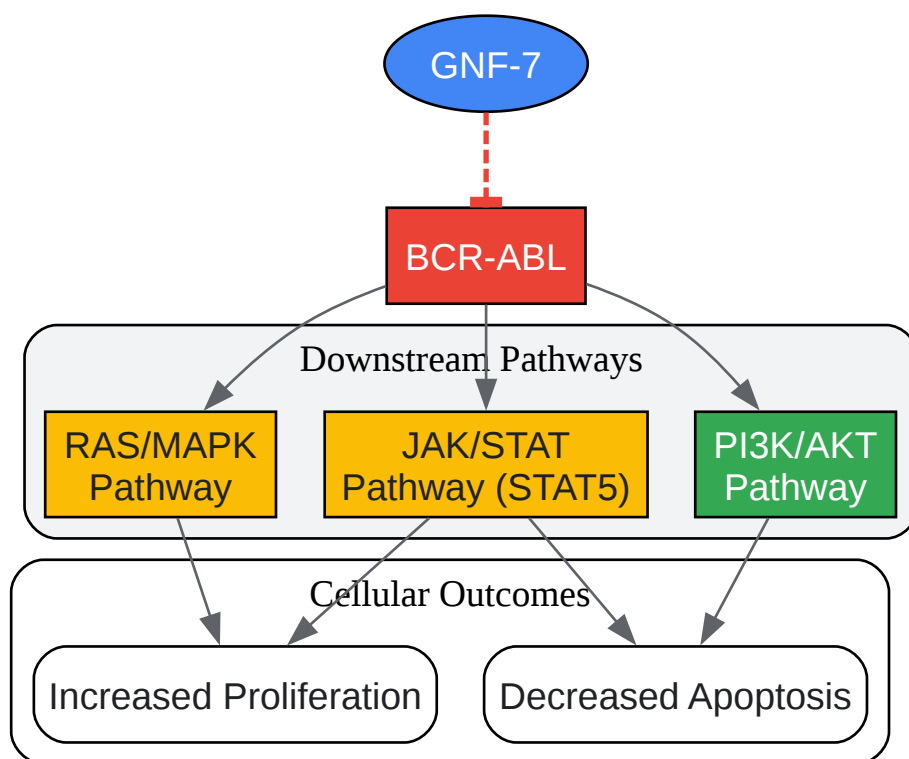 GNF-7
BCR-ABL
Downstream Pathways
RAS/MAPK
Pathway
JAK/STAT
Pathway (STAT5)
PI3K/AKT
Pathway
Cellular Outcomes
Increased Proliferation
Decreased Apoptosis